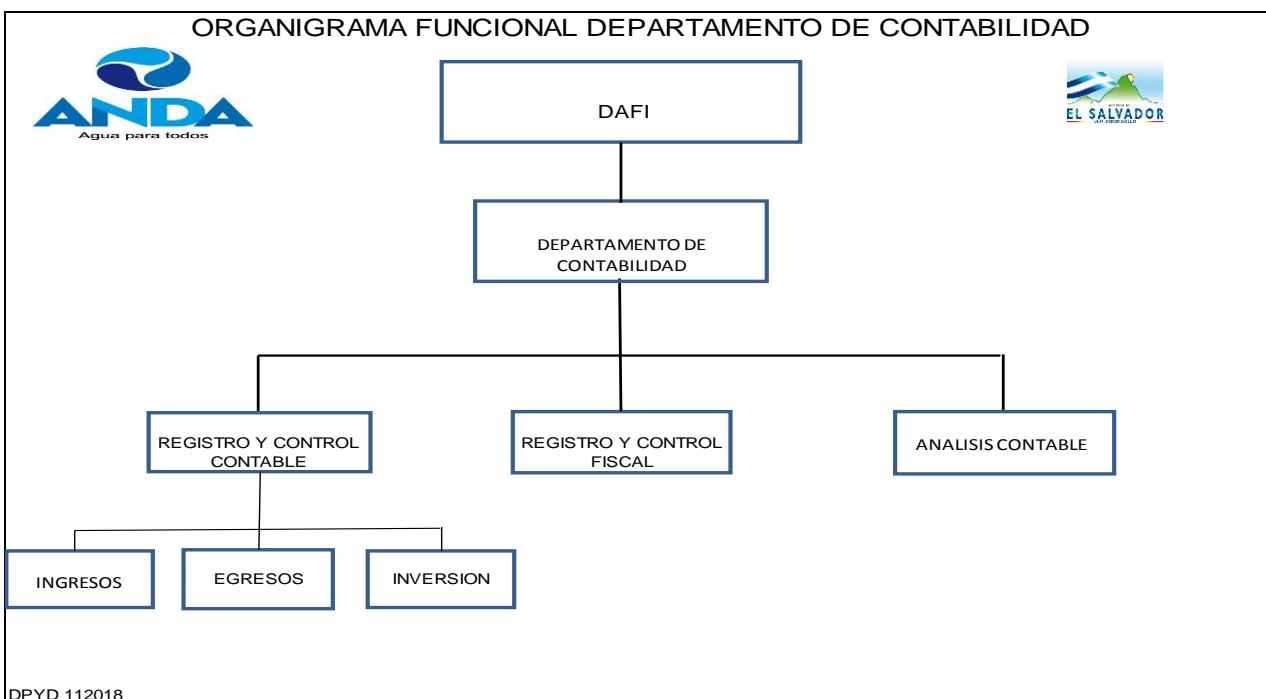 ORGANIGRAMA FUNCIONAL DEPARTAMENTO DE CONTABILIDAD
ANDA
Agua para todos
DAFI
EL SALVADOR
DEPARTAMENTO DE
CONTABILIDAD
REGISTRO Y CONTROL
CONTABLE
REGISTRO Y CONTROL
FISCAL
ANALISIS CONTABLE
INGRESOS
EGRESOS
INVERSION
DPYD 112018